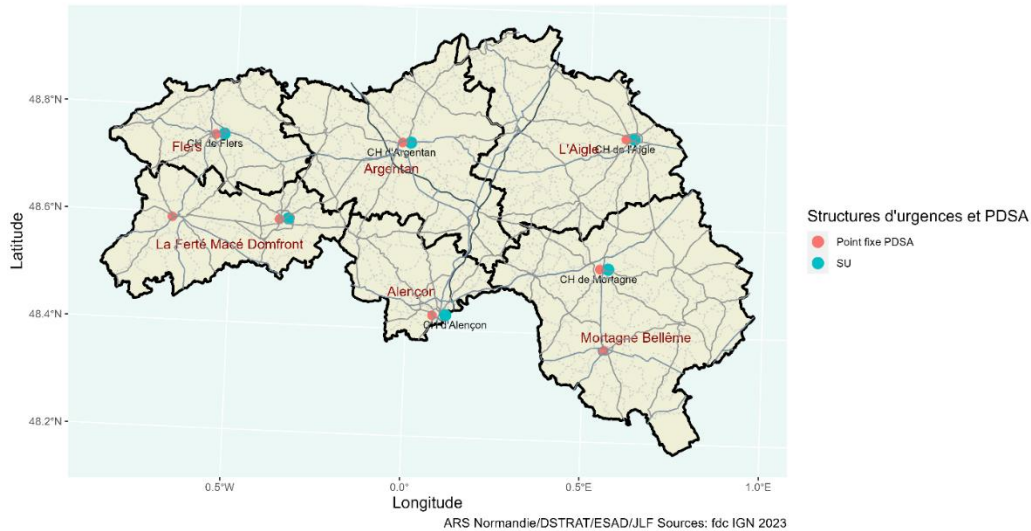 48.8°N
48.6°N
48.4°N
48.2°N
Latitude
CH de Flers
Flers
CH d'Argentan
Argentan
L'Aigle
CH de l'Aigle
La Ferté Macé Domfront
Alençon
CH d'Alençon
CH de Mortagne
Mortagne Bellême
0.5°W
0.0°
0.5°E
1.0°E
Longitude
Structures d'urgences et PDSA
Point fixe PDSA
SU
ARS Normandie/DSTRAT/ESAD/JLF Sources: fdc IGN 2023